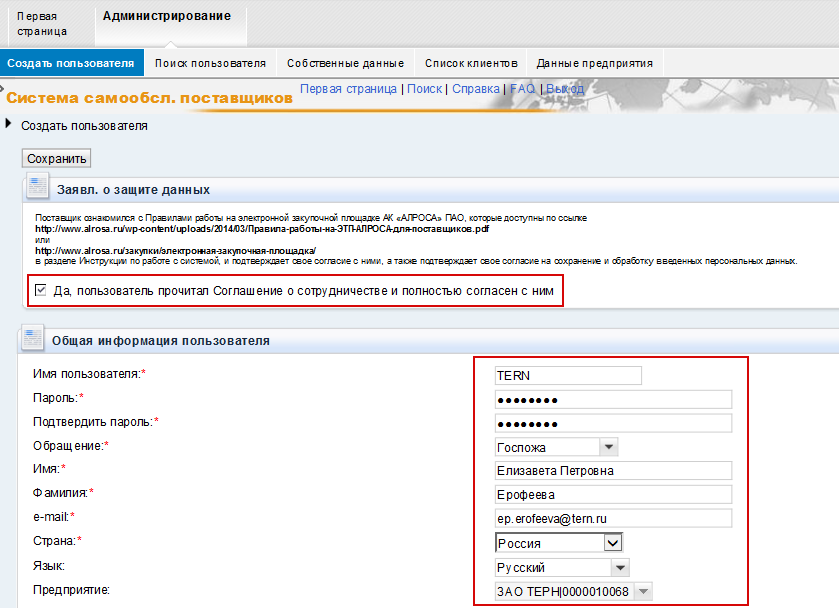 Первая
страница
Администрирование
Создать пользователя Поиск пользователя Собственные данные Список клиентов Данные предприятия
Система самообсл. поставщиков Первая страница | Поиск | Справка | FAQ | Выход
Создать пользователя
Сохранить
Заявл. о защите данных
Поставщик ознакомился с Правилами работы на электронной закупочной площадке АК «АЛРОСА» ПАО, которые доступны по ссылке
http://www.alrosa.ru/wp-content/uploads/2014/03/Правила-работы-на-ЭТП-АЛРОСА-для-поставщиков.pdf
или
http://www.alrosa.ru/закупки/электронная-закупочная-площадка/
в разделе Инструкции по работе с системой, и подтверждает свое согласие с ними, а также подтверждает свое согласие на сохранение и обработку введенных персональных данных.
Да, пользователь прочитал Соглашение о сотрудничестве и полностью согласен с ним
Общая информация пользователя
Имя пользователя:* TERN
Пароль:* ●●●●●●●●
Подтвердить пароль:* ●●●●●●●●
Обращение:* Госпожа
Имя:* Елизавета Петровна
Фамилия:* Ерофеева
e-mail:* ep.erofeeva@tern.ru
Страна:* Россия
Язык: Русский
Предприятие: ЗАО ТЕРН|0000010068